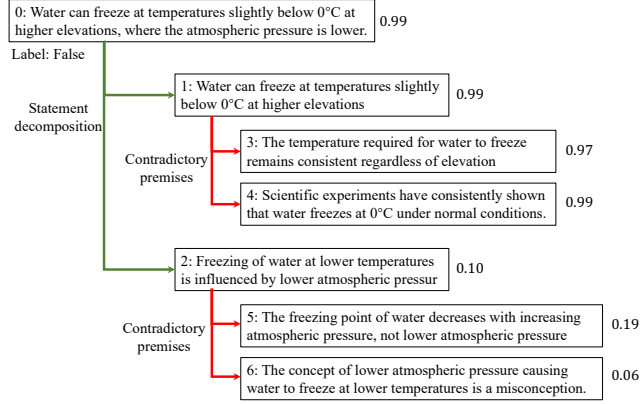 0: Water can freeze at temperatures slightly below 0°C at
higher elevations, where the atmospheric pressure is lower.
0.99
Label: False
Statement
decomposition
1: Water can freeze at temperatures slightly
below 0°C at higher elevations
0.99
Contradictory
premises
3: The temperature required for water to freeze
remains consistent regardless of elevation
0.97
4: Scientific experiments have consistently shown
that water freezes at 0°C under normal conditions.
0.99
2: Freezing of water at lower temperatures
is influenced by lower atmospheric pressur
0.10
Contradictory
premises
5: The freezing point of water decreases with increasing
atmospheric pressure, not lower atmospheric pressure
0.19
6: The concept of lower atmospheric pressure causing
water to freeze at lower temperatures is a misconception.
0.06